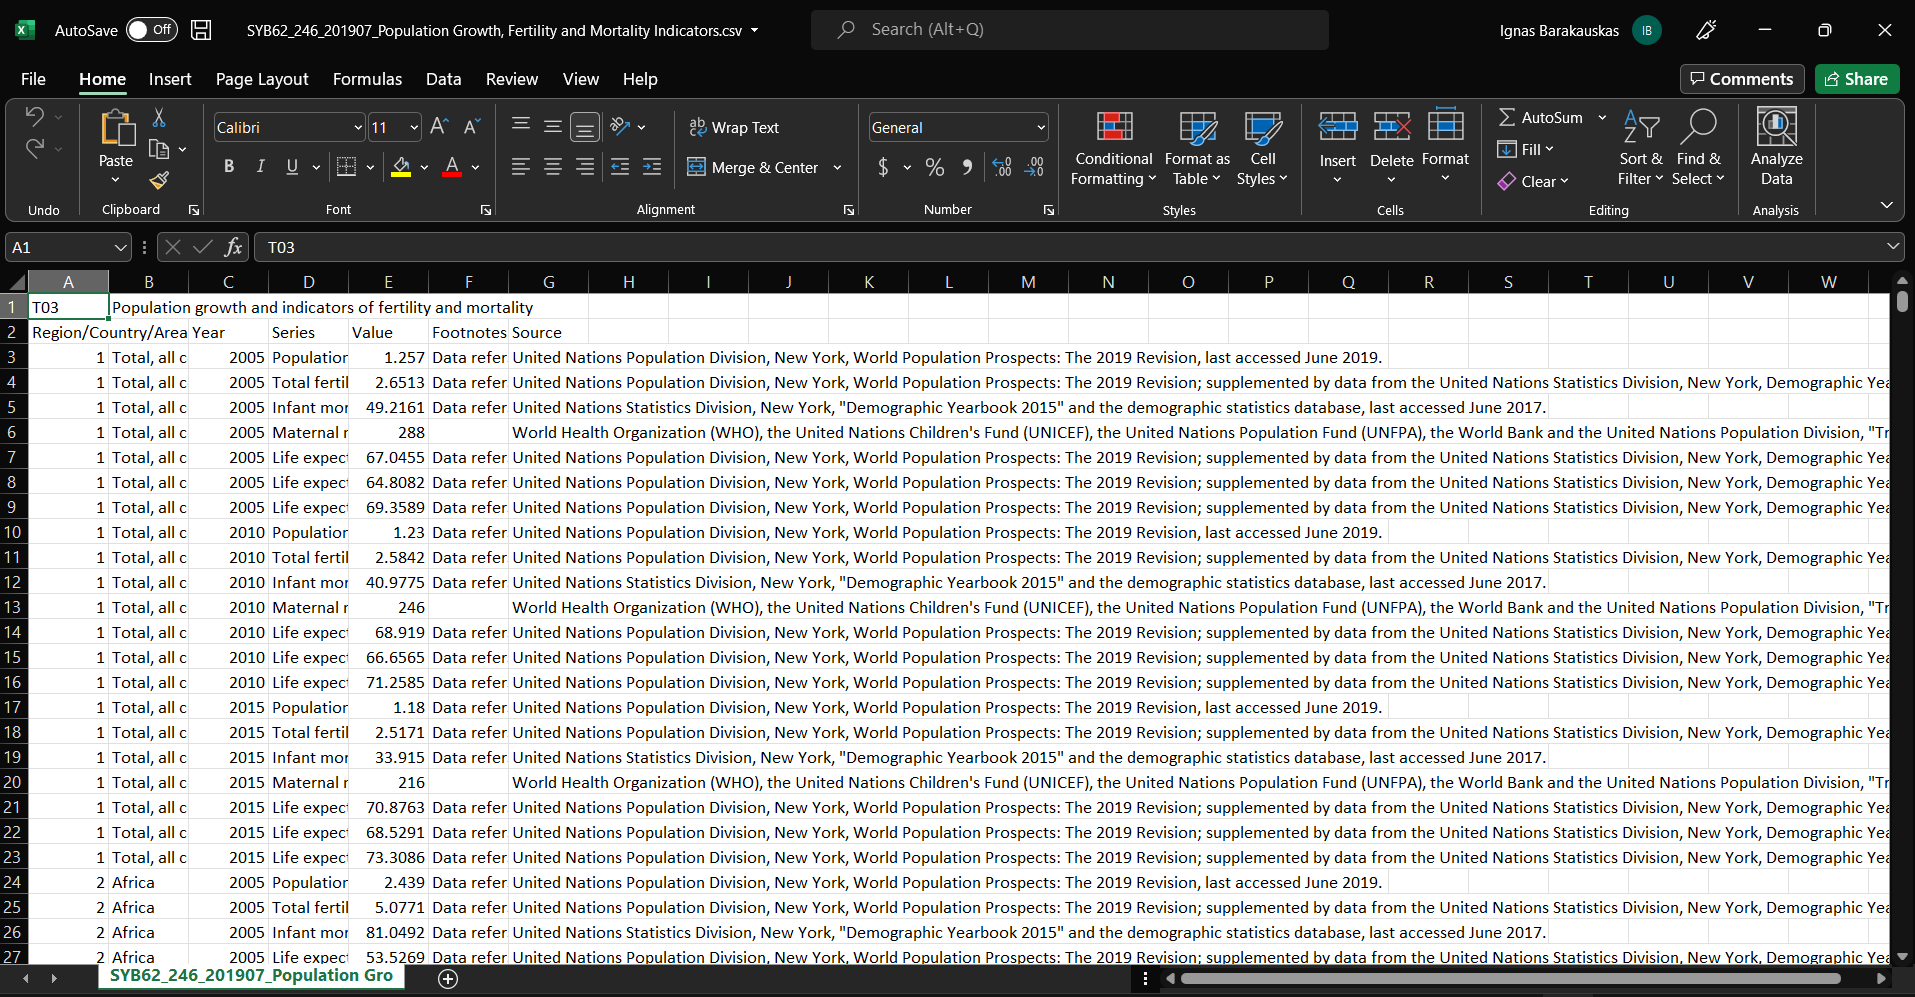 AutoSave Off SYB62_246_201907_Population Growth, Fertility and Mortality Indicators.csv Search (Alt+Q) Ignas Barakauskas IB
File Home Insert Page Layout Formulas Data Review View Help Comments Share
Paste Calibri 11 Wrap Text General Conditional Formatting Format as Table Cell Styles Insert Delete Format AutoSum Sort & Filter Find & Select Analyze Data
B I U A Merge & Center $ % Fill
Clear
Undo Clipboard Font Alignment Number Styles Cells Editing Analysis
A1 fx T03
A B C D E F G H I J K L M N O P Q R S T U V W
1 T03 Population growth and indicators of fertility and mortality
2 Region/Country/Area Year Series Value Footnotes Source
3 1 Total, all c 2005 Population 1.257 Data refer United Nations Population Division, New York, World Population Prospects: The 2019 Revision, last accessed June 2019.
4 1 Total, all c 2005 Total fertil 2.6513 Data refer United Nations Population Division, New York, World Population Prospects: The 2019 Revision; supplemented by data from the United Nations Statistics Division, New York, Demographic Yea
5 1 Total, all c 2005 Infant mor 49.2161 Data refer United Nations Statistics Division, New York, "Demographic Yearbook 2015" and the demographic statistics database, last accessed June 2017.
6 1 Total, all c 2005 Maternal r 288 World Health Organization (WHO), the United Nations Children's Fund (UNICEF), the United Nations Population Fund (UNFPA), the World Bank and the United Nations Population Division, "Tr
7 1 Total, all c 2005 Life expect 67.0455 Data refer United Nations Population Division, New York, World Population Prospects: The 2019 Revision; supplemented by data from the United Nations Statistics Division, New York, Demographic Yea
8 1 Total, all c 2005 Life expect 64.8082 Data refer United Nations Population Division, New York, World Population Prospects: The 2019 Revision; supplemented by data from the United Nations Statistics Division, New York, Demographic Yea
9 1 Total, all c 2005 Life expect 69.3589 Data refer United Nations Population Division, New York, World Population Prospects: The 2019 Revision; supplemented by data from the United Nations Statistics Division, New York, Demographic Yea
10 1 Total, all c 2010 Population 1.23 Data refer United Nations Population Division, New York, World Population Prospects: The 2019 Revision, last accessed June 2019.
11 1 Total, all c 2010 Total fertil 2.5842 Data refer United Nations Population Division, New York, World Population Prospects: The 2019 Revision; supplemented by data from the United Nations Statistics Division, New York, Demographic Yea
12 1 Total, all c 2010 Infant mor 40.9775 Data refer United Nations Statistics Division, New York, "Demographic Yearbook 2015" and the demographic statistics database, last accessed June 2017.
13 1 Total, all c 2010 Maternal r 246 World Health Organization (WHO), the United Nations Children's Fund (UNICEF), the United Nations Population Fund (UNFPA), the World Bank and the United Nations Population Division, "Tr
14 1 Total, all c 2010 Life expect 68.919 Data refer United Nations Population Division, New York, World Population Prospects: The 2019 Revision; supplemented by data from the United Nations Statistics Division, New York, Demographic Yea
15 1 Total, all c 2010 Life expect 66.6565 Data refer United Nations Population Division, New York, World Population Prospects: The 2019 Revision; supplemented by data from the United Nations Statistics Division, New York, Demographic Yea
16 1 Total, all c 2010 Life expect 71.2585 Data refer United Nations Population Division, New York, World Population Prospects: The 2019 Revision; supplemented by data from the United Nations Statistics Division, New York, Demographic Yea
17 1 Total, all c 2015 Population 1.18 Data refer United Nations Population Division, New York, World Population Prospects: The 2019 Revision, last accessed June 2019.
18 1 Total, all c 2015 Total fertil 2.5171 Data refer United Nations Population Division, New York, World Population Prospects: The 2019 Revision; supplemented by data from the United Nations Statistics Division, New York, Demographic Yea
19 1 Total, all c 2015 Infant mor 33.915 Data refer United Nations Statistics Division, New York, "Demographic Yearbook 2015" and the demographic statistics database, last accessed June 2017.
20 1 Total, all c 2015 Maternal r 216 World Health Organization (WHO), the United Nations Children's Fund (UNICEF), the United Nations Population Fund (UNFPA), the World Bank and the United Nations Population Division, "Tr
21 1 Total, all c 2015 Life expect 70.8763 Data refer United Nations Population Division, New York, World Population Prospects: The 2019 Revision; supplemented by data from the United Nations Statistics Division, New York, Demographic Yea
22 1 Total, all c 2015 Life expect 68.5291 Data refer United Nations Population Division, New York, World Population Prospects: The 2019 Revision; supplemented by data from the United Nations Statistics Division, New York, Demographic Yea
23 1 Total, all c 2015 Life expect 73.3086 Data refer United Nations Population Division, New York, World Population Prospects: The 2019 Revision; supplemented by data from the United Nations Statistics Division, New York, Demographic Yea
24 2 Africa 2005 Population 2.439 Data refer United Nations Population Division, New York, World Population Prospects: The 2019 Revision, last accessed June 2019.
25 2 Africa 2005 Total fertil 5.0771 Data refer United Nations Population Division, New York, World Population Prospects: The 2019 Revision; supplemented by data from the United Nations Statistics Division, New York, Demographic Yea
26 2 Africa 2005 Infant mor 81.0492 Data refer United Nations Statistics Division, New York, "Demographic Yearbook 2015" and the demographic statistics database, last accessed June 2017.
27 2 Africa 2005 Life expect 53.5269 Data refer United Nations Population Division, New York, World Population Prospects: The 2019 Revision; supplemented by data from the United Nations Statistics Division, New York, Demographic Yea
SYB62_246_201907_Population Gro